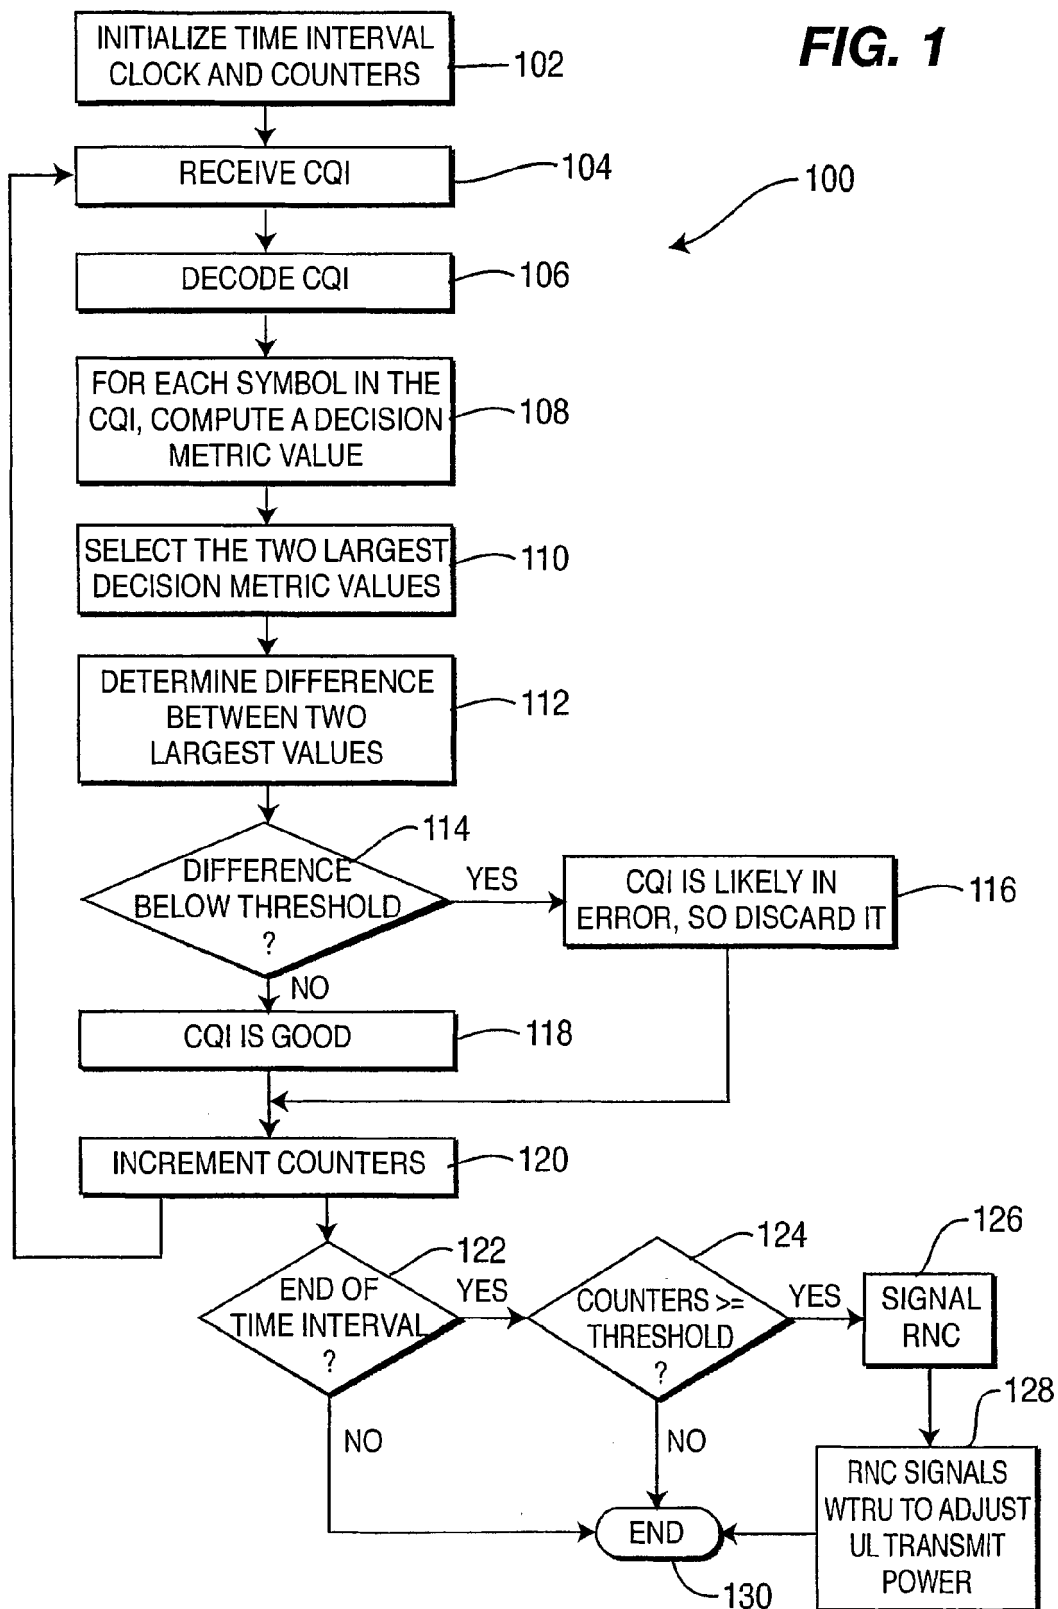 FIG. 1
INITIALIZE TIME INTERVAL
CLOCK AND COUNTERS
102
RECEIVE CQI
104
100
DECODE CQI
106
FOR EACH SYMBOL IN THE
CQI, COMPUTE A DECISION
METRIC VALUE
108
SELECT THE TWO LARGEST
DECISION METRIC VALUES
110
DETERMINE DIFFERENCE
BETWEEN TWO
LARGEST VALUES
112
DIFFERENCE
BELOW THRESHOLD
?
114
YES
CQI IS LIKELY IN
ERROR, SO DISCARD IT
116
NO
CQI IS GOOD
118
INCREMENT COUNTERS
120
END OF
TIME INTERVAL
?
122
YES
COUNTERS >=
THRESHOLD
?
124
YES
SIGNAL
RNC
126
NO
NO
RNC SIGNALS
WTRU TO ADJUST
UL TRANSMIT
POWER
128
END
130